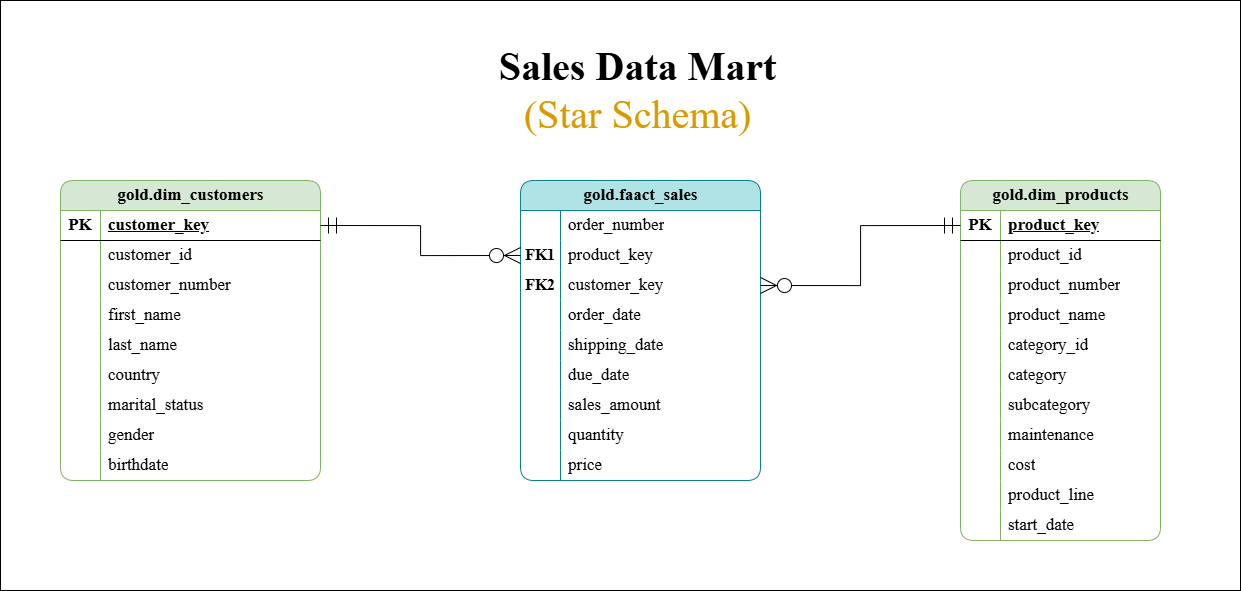 Sales Data Mart
(Star Schema)
gold.dim_customers
PK customer_key
customer_id
customer_number
first_name
last_name
country
marital_status
gender
birthdate
gold.faact_sales
order_number
FK1 product_key
FK2 customer_key
order_date
shipping_date
due_date
sales_amount
quantity
price
gold.dim_products
PK product_key
product_id
product_number
product_name
category_id
category
subcategory
maintenance
cost
product_line
start_date